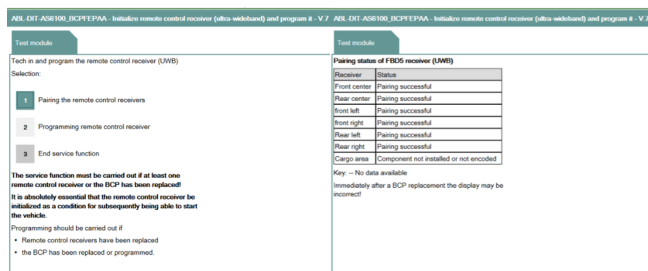 ABL-DIT-AS6100_BCPFEPAA - Initialize remote control receiver (ultra-wideband) and program it - V.7
Test module
Tech in and program the remote control receiver (UWB)
Selection:
1 Pairing the remote control receivers
2 Programming remote control receiver
3 End service function
The service function must be carried out if at least one
remote control receiver or the BCP has been replaced!
It is absolutely essential that the remote control receiver be
initialized as a condition for subsequently being able to start
the vehicle.
Programming should be carried out if
• Remote control receivers have been replaced
• the BCP has been replaced or programmed.
ABL-DIT-AS6100_BCPFEPAA - Initialize remote control receiver (ultra-wideband) and program it - V.7
Test module
Pairing status of FBD5 receiver (UWB)
Receiver Status
Front center Pairing successful
Rear center Pairing successful
front left Pairing successful
front right Pairing successful
Rear left Pairing successful
Rear right Pairing successful
Cargo area Component not installed or not encoded
Key: -- No data available
Immediately after a BCP replacement the display may be
incorrect!